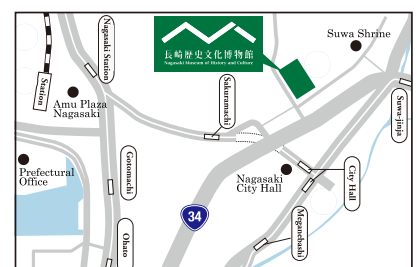 長崎歴史文化博物館
Nagasaki Museum of History and Culture
Suwa Shrine
Nagasaki Station
Station
Amu Plaza
Nagasaki
Sakuramachi
Suwa-jinja
Prefectural
Office
Gotomachi
Nagasaki
City Hall
City Hall
34
Meganebashi
Ohato